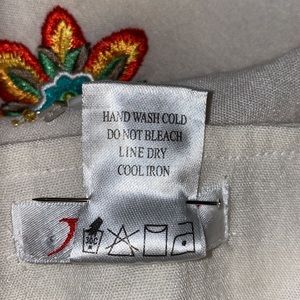 HAND WASH COLD
DO NOT BLEACH
LINE DRY
COOL IRON